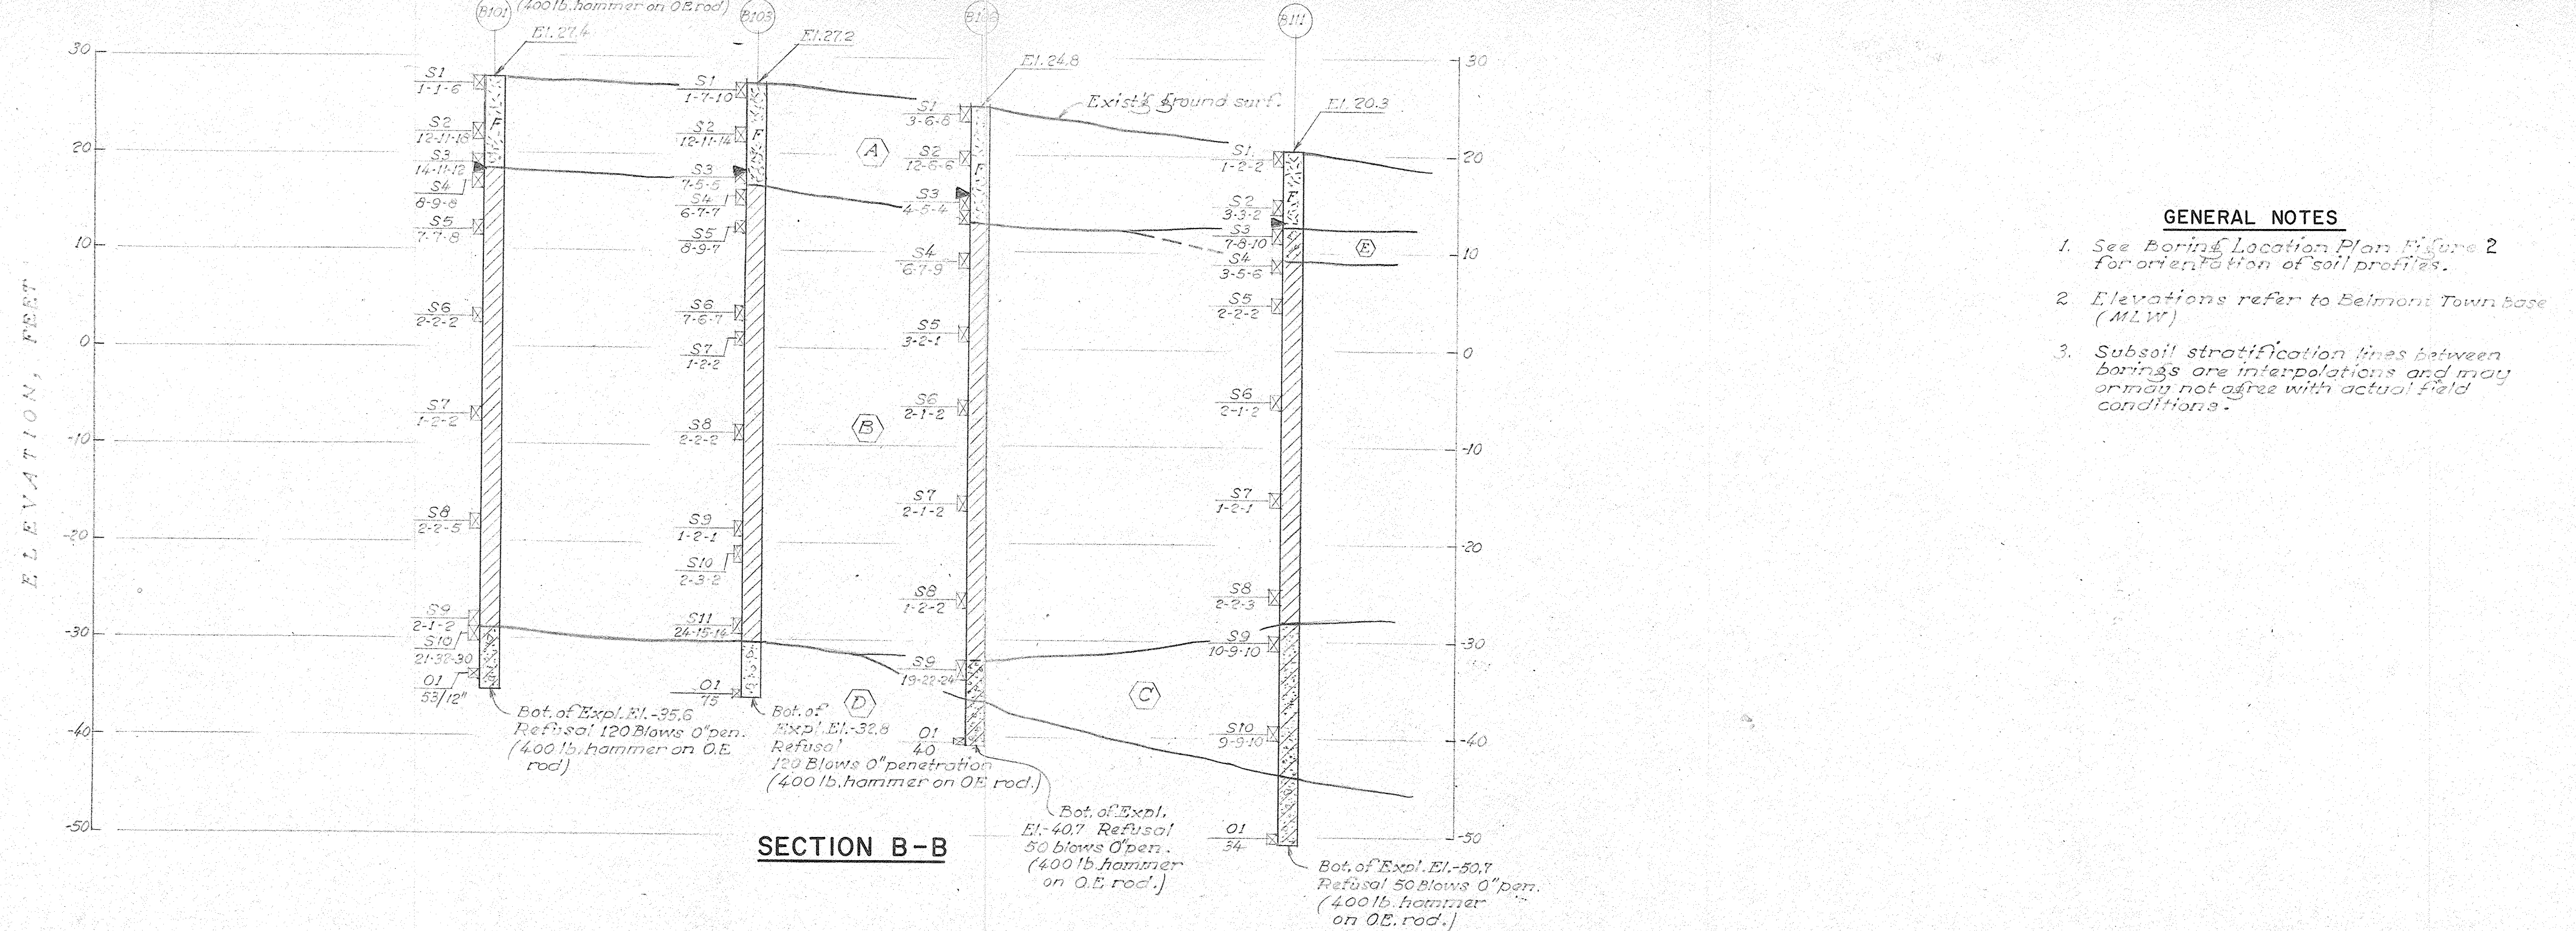 (400 lb. hammer on O.E. rod)
B101
B103
B111
El. 27.4
El. 27.2
El. 24.8
El. 20.3
Exist'g ground surf.
ELEVATION, FEET
30
20
10
0
-10
-20
-30
-40
-50
S1
1-1-6
S2
12-11-18
S3
14-11-12
S4
8-9-8
S5
7-7-8
S6
2-2-2
S7
1-2-2
S8
2-2-5
S9
2-1-2
S10
21-32-30
O1
53/12"
F
Bot. of Expl. El.-35.6
Refusal 120 Blows 0"pen.
(400 lb. hammer on O.E.
rod)
S1
1-7-10
S2
12-11-14
S3
7-5-5
S4
6-7-7
S5
8-9-7
S6
7-6-7
S7
1-2-2
S8
2-2-2
S9
1-2-1
S10
2-3-2
S11
24-15-14
O1
75
F
Bot. of
Expl. El.-32.8
Refusal
120 Blows 0"penetration
(400 lb. hammer on O.E. rod.)
A
B
D
S1
3-6-8
S2
12-6-6
S3
4-5-4
S4
6-7-9
S5
3-2-1
S6
2-1-2
S7
2-1-2
S8
1-2-2
S9
19-22-24
O1
40
F
Bot. of Expl.
El.-40.7 Refusal
50 blows 0"pen.
(400 lb. hammer
on O.E. rod.)
C
S1
1-2-2
S2
3-3-2
S3
7-8-10
S4
3-5-6
S5
2-2-2
S6
2-1-2
S7
1-2-1
S8
2-2-3
S9
10-9-10
S10
9-9-10
O1
34
F
E
Bot. of Expl. El.-50.7
Refusal 50 Blows 0"pen.
(400 lb. hammer
on O.E. rod.)
30
20
10
0
-10
-20
-30
-40
-50
SECTION B-B
GENERAL NOTES
1. See Boring Location Plan Figure 2
for orientation of soil profiles.
2. Elevations refer to Belmont Town Base
(MLW)
3. Subsoil stratification lines between
borings are interpolations and may
or may not agree with actual field
conditions.